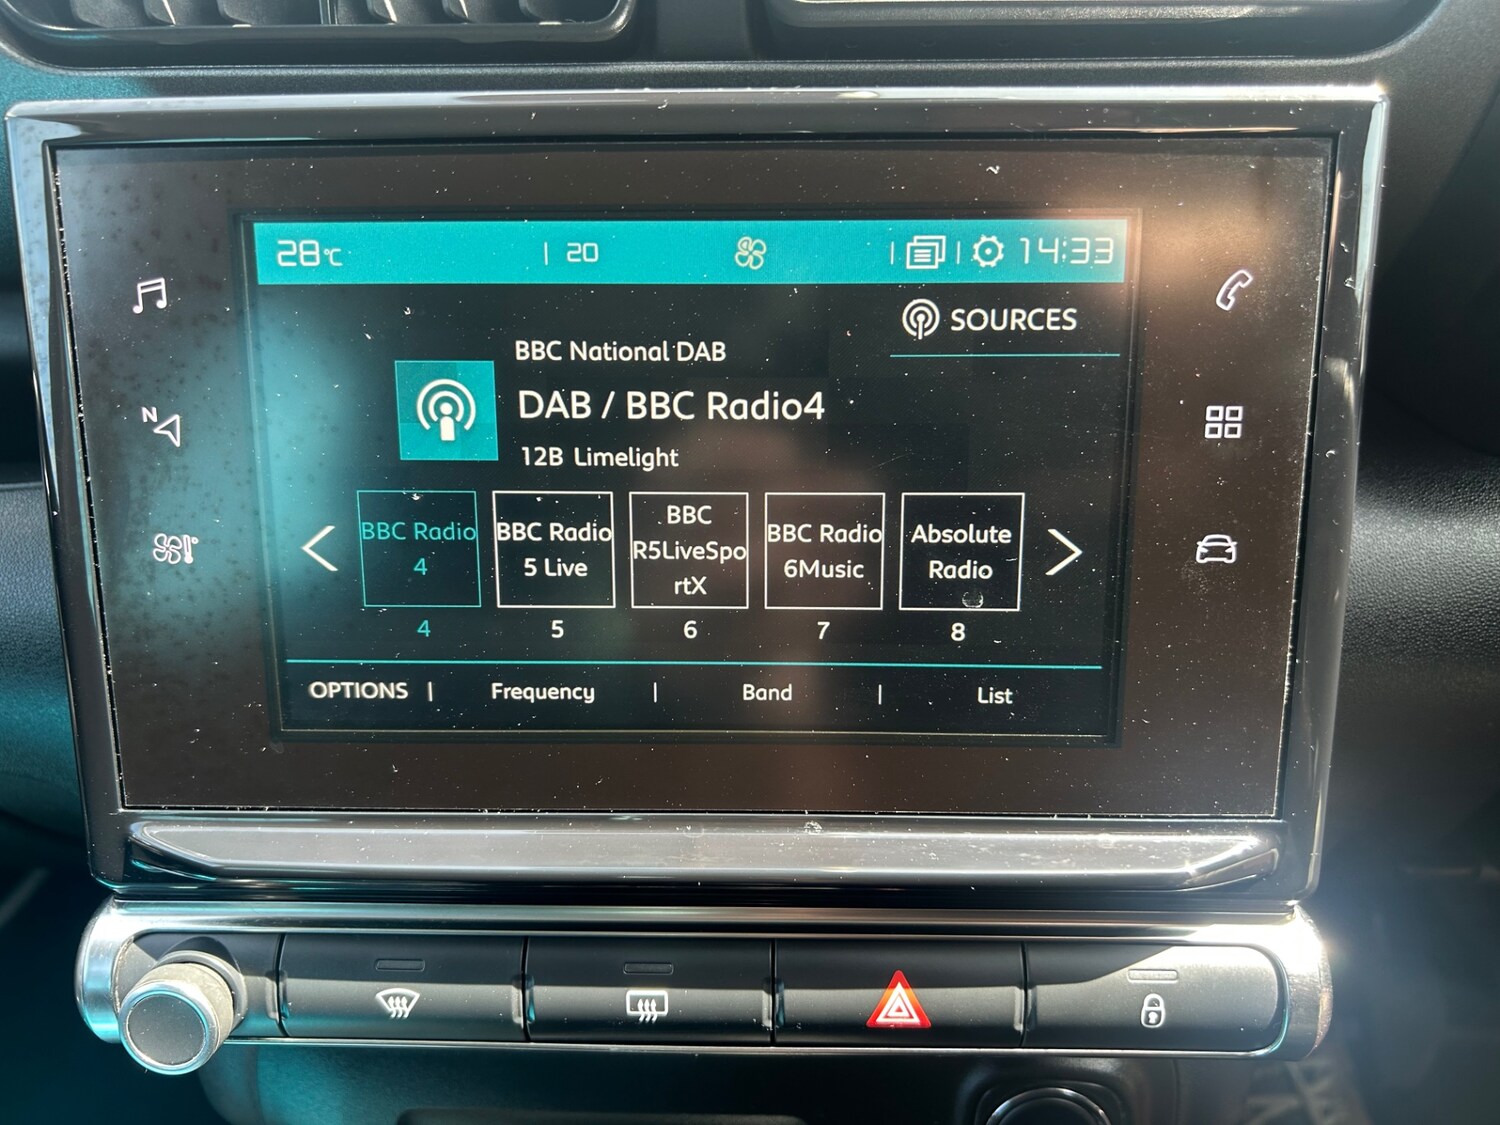 28°C | 20 | | 14:33
SOURCES
BBC National DAB
DAB / BBC Radio4
12B Limelight
BBC Radio
4
BBC Radio
5 Live
BBC
R5LiveSpo
rtX
BBC Radio
6Music
Absolute
Radio
4 5 6 7 8
OPTIONS | Frequency | Band | List
N